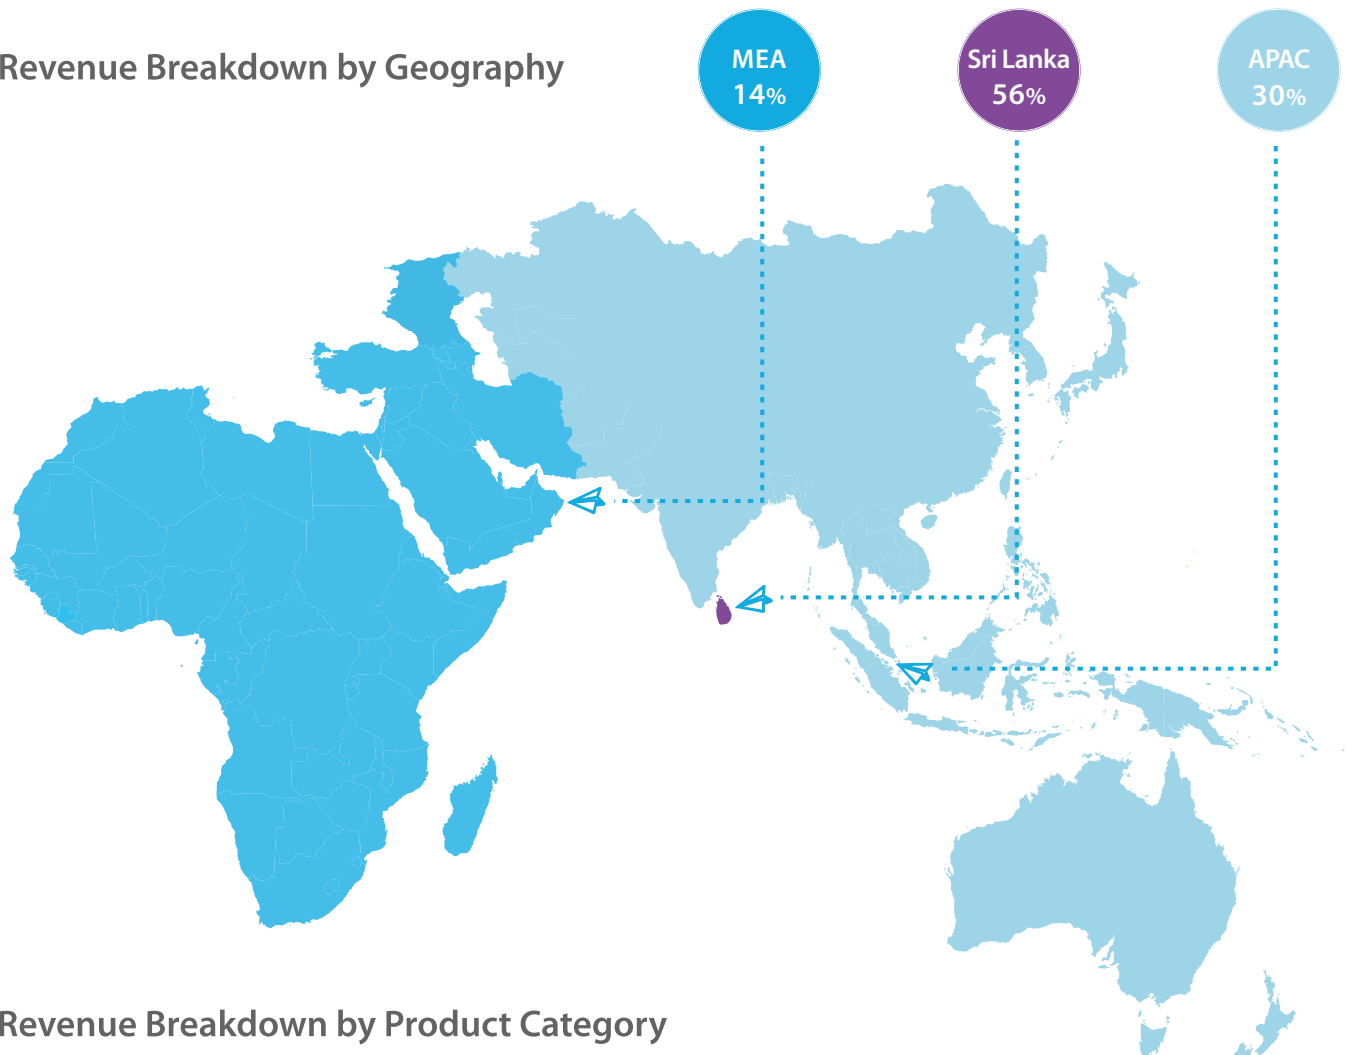 Revenue Breakdown by Geography
MEA
14%
Sri Lanka
56%
APAC
30%
Revenue Breakdown by Product Category